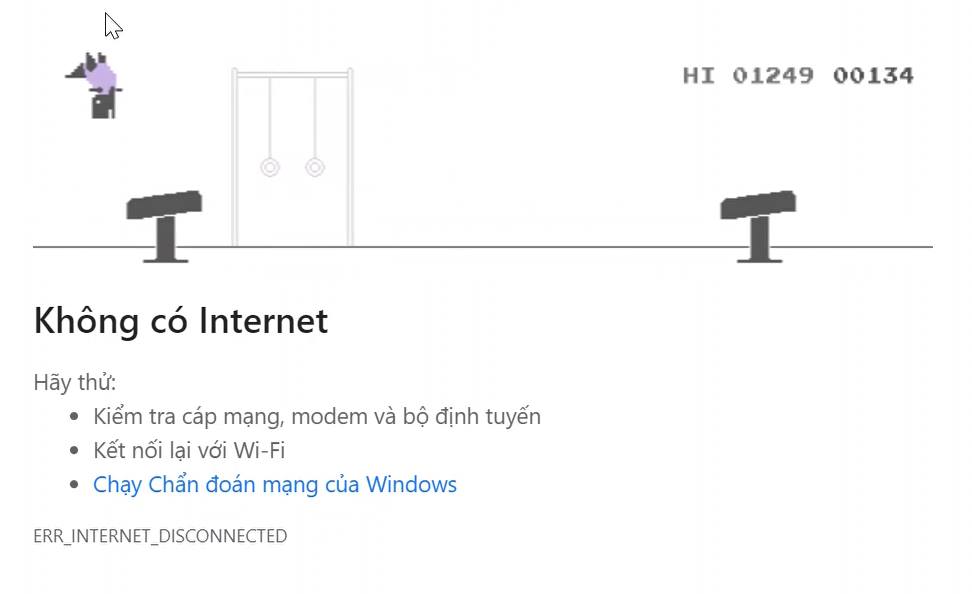 HI 01249 00134
Không có Internet
Hãy thử:
Kiểm tra cáp mạng, modem và bộ định tuyến
Kết nối lại với Wi-Fi
Chạy Chẩn đoán mạng của Windows
ERR_INTERNET_DISCONNECTED